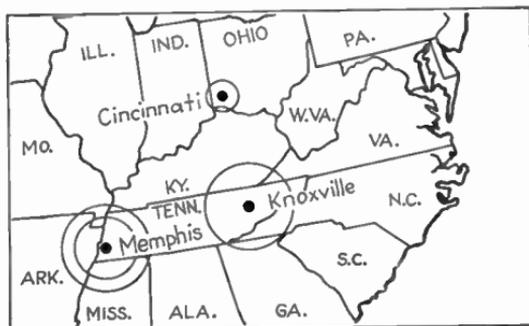 ILL.
IND.
OHIO
PA.
Cincinnati
W.VA.
MO.
VA.
KY.
TENN.
Knoxville
N.C.
Memphis
S.C.
ARK.
MISS.
ALA.
GA.